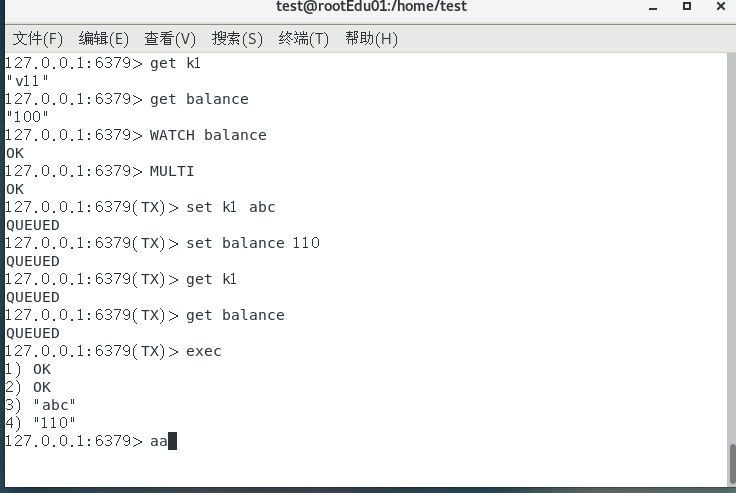 test@rootEdu01:/home/test
文件(F) 编辑(E) 查看(V) 搜索(S) 终端(T) 帮助(H)
127.0.0.1:6379> get k1
"v11"
127.0.0.1:6379> get balance
"100"
127.0.0.1:6379> WATCH balance
OK
127.0.0.1:6379> MULTI
OK
127.0.0.1:6379(TX)> set k1 abc
QUEUED
127.0.0.1:6379(TX)> set balance 110
QUEUED
127.0.0.1:6379(TX)> get k1
QUEUED
127.0.0.1:6379(TX)> get balance
QUEUED
127.0.0.1:6379(TX)> exec
1) OK
2) OK
3) "abc"
4) "110"
127.0.0.1:6379> aa